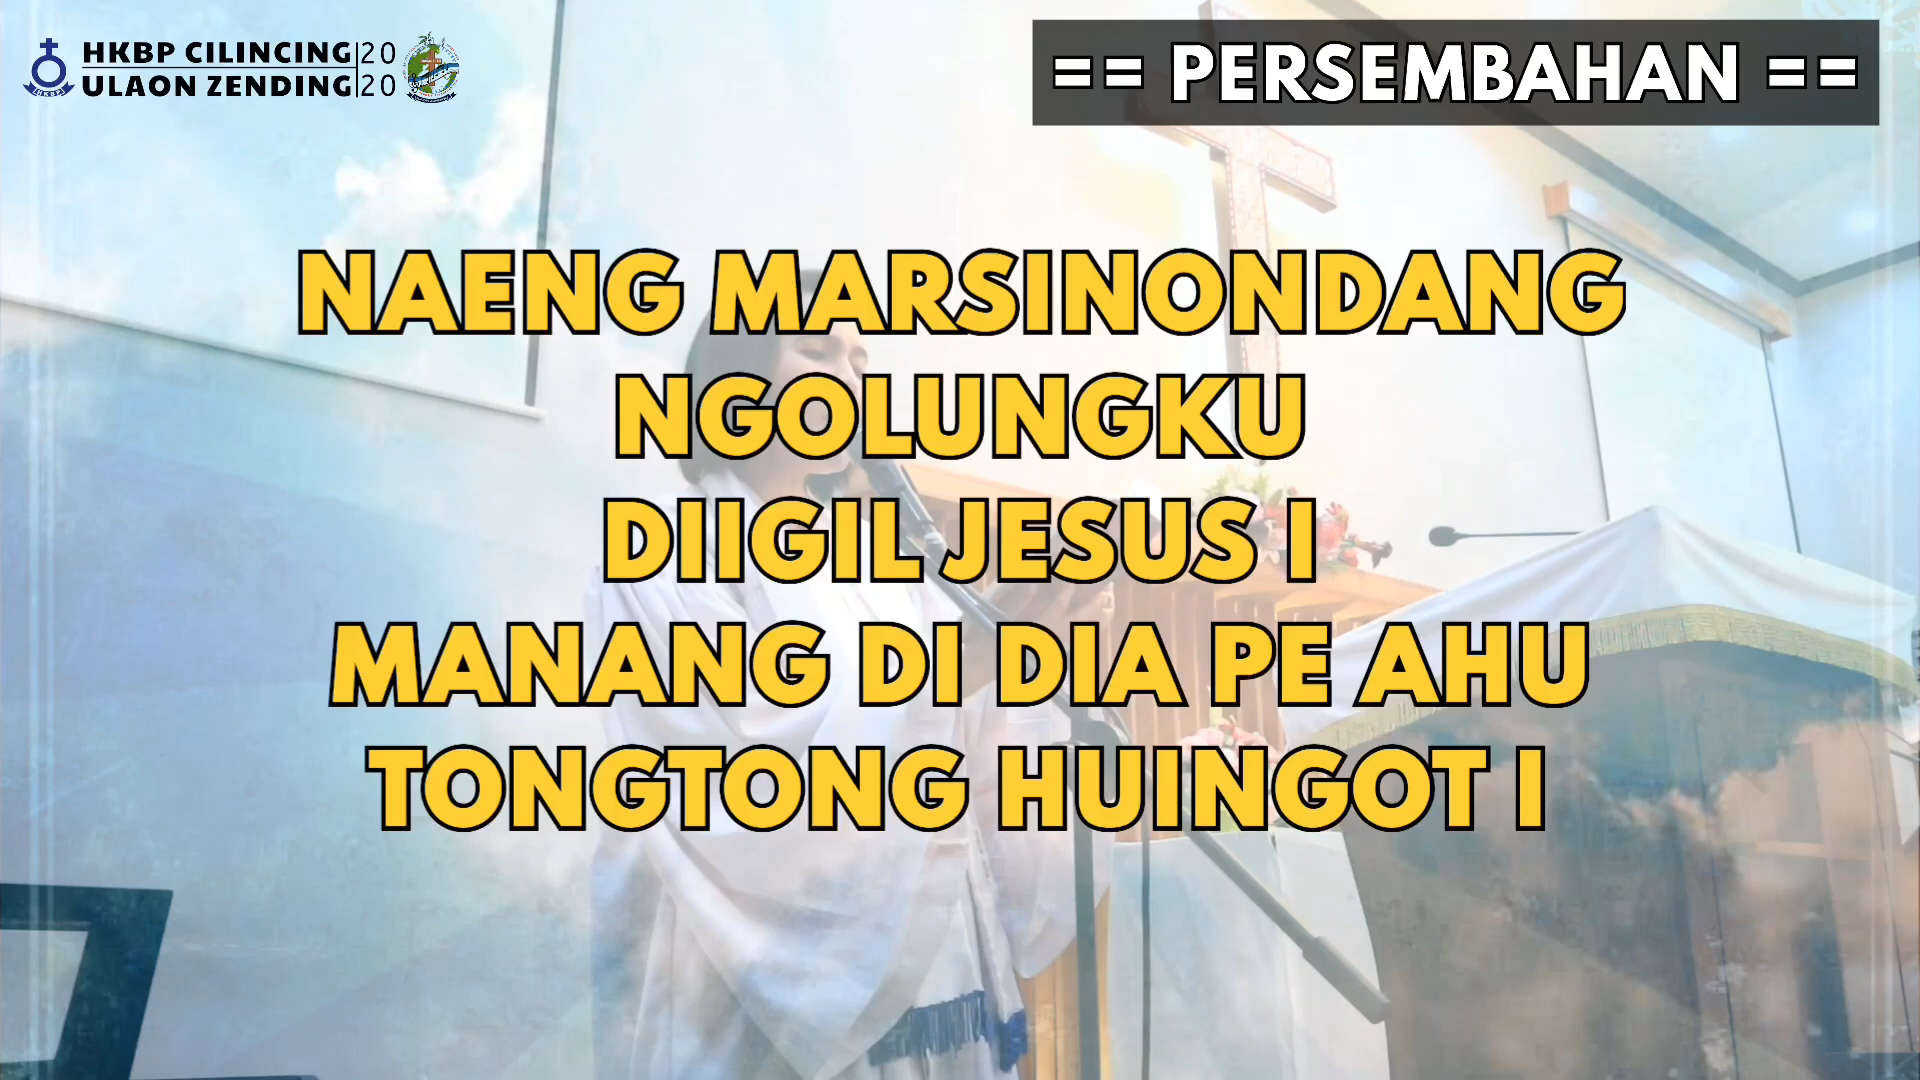 HKBP CILINCING 20
ULAON ZENDING 20
HKBP
== PERSEMBAHAN ==
NAENG MARSINONDANG
NGOLUNGKU
DIIGIL JESUS I
MANANG DI DIA PE AHU
TONGTONG HUINGOT I